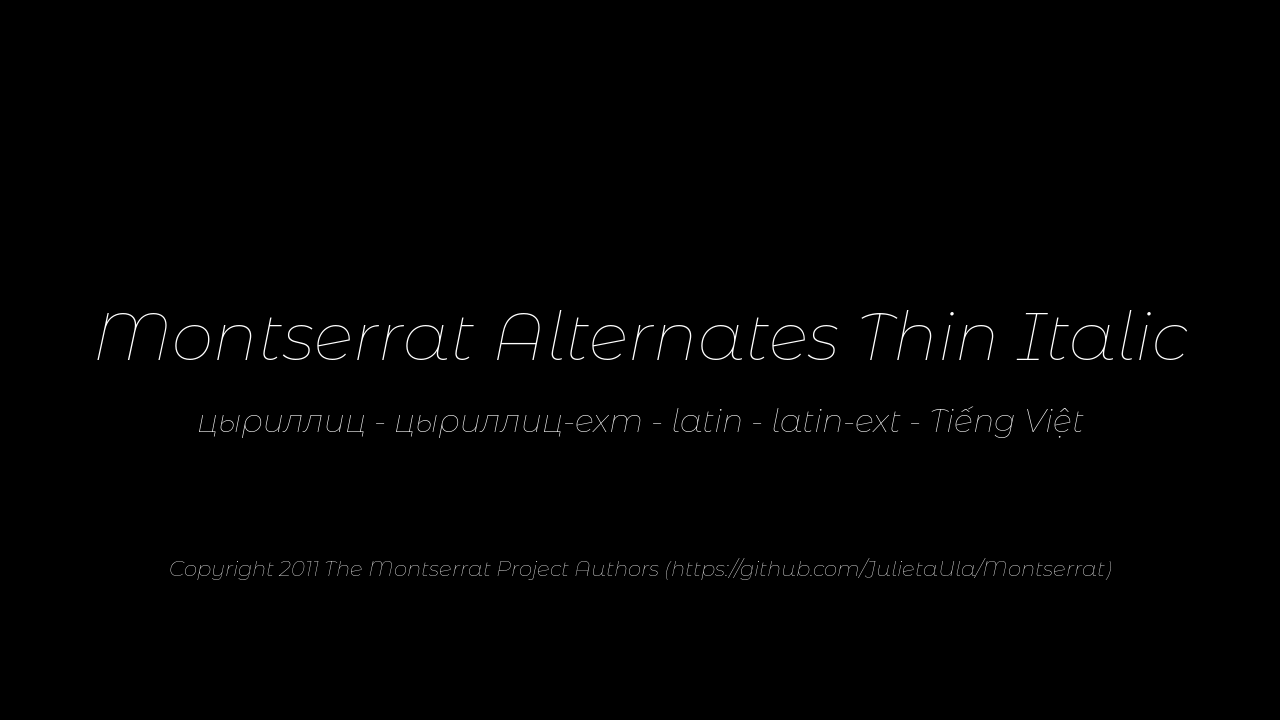 Montserrat Alternates Thin Italic
цыриллиц - цыриллиц-exm - latin - latin-ext - Tiếng Việt
Copyright 2011 The Montserrat Project Authors (https://github.com/JulietaUla/Montserrat)